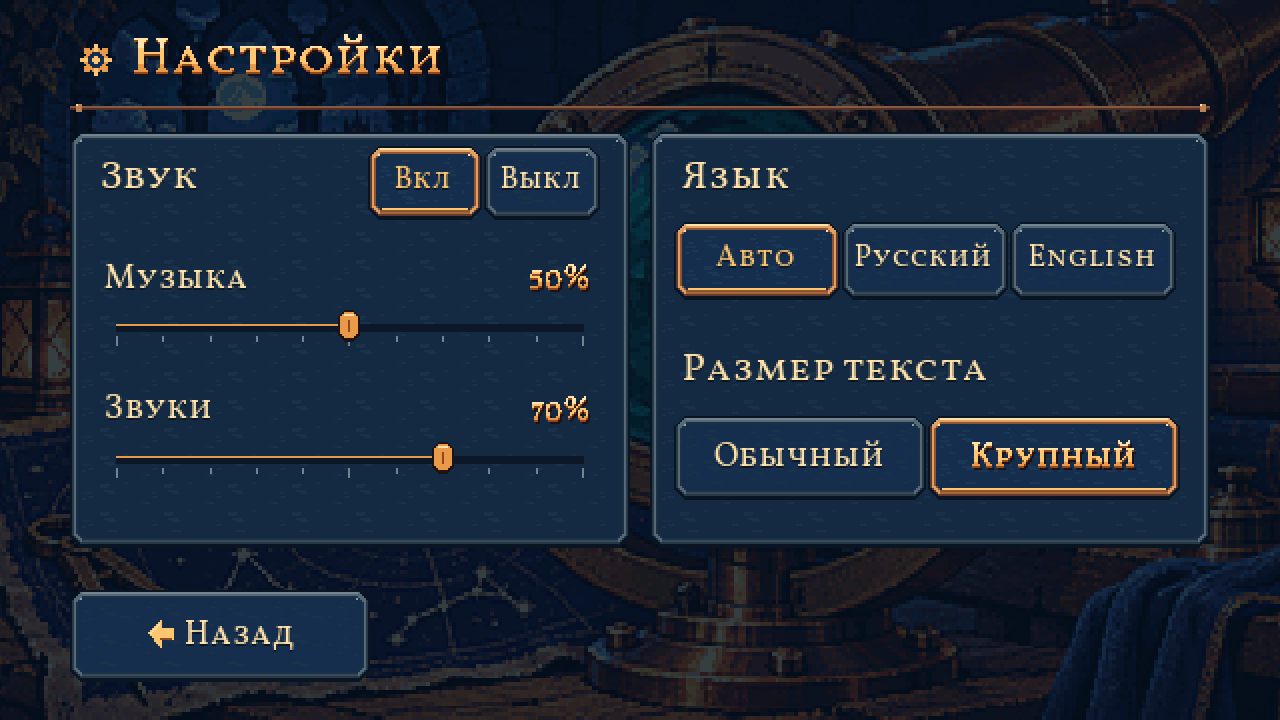 Настройки
Звук
Вкл Выкл
Музыка 50%
Звуки 70%
Язык
Авто Русский English
Размер текста
Обычный Крупный
Назад